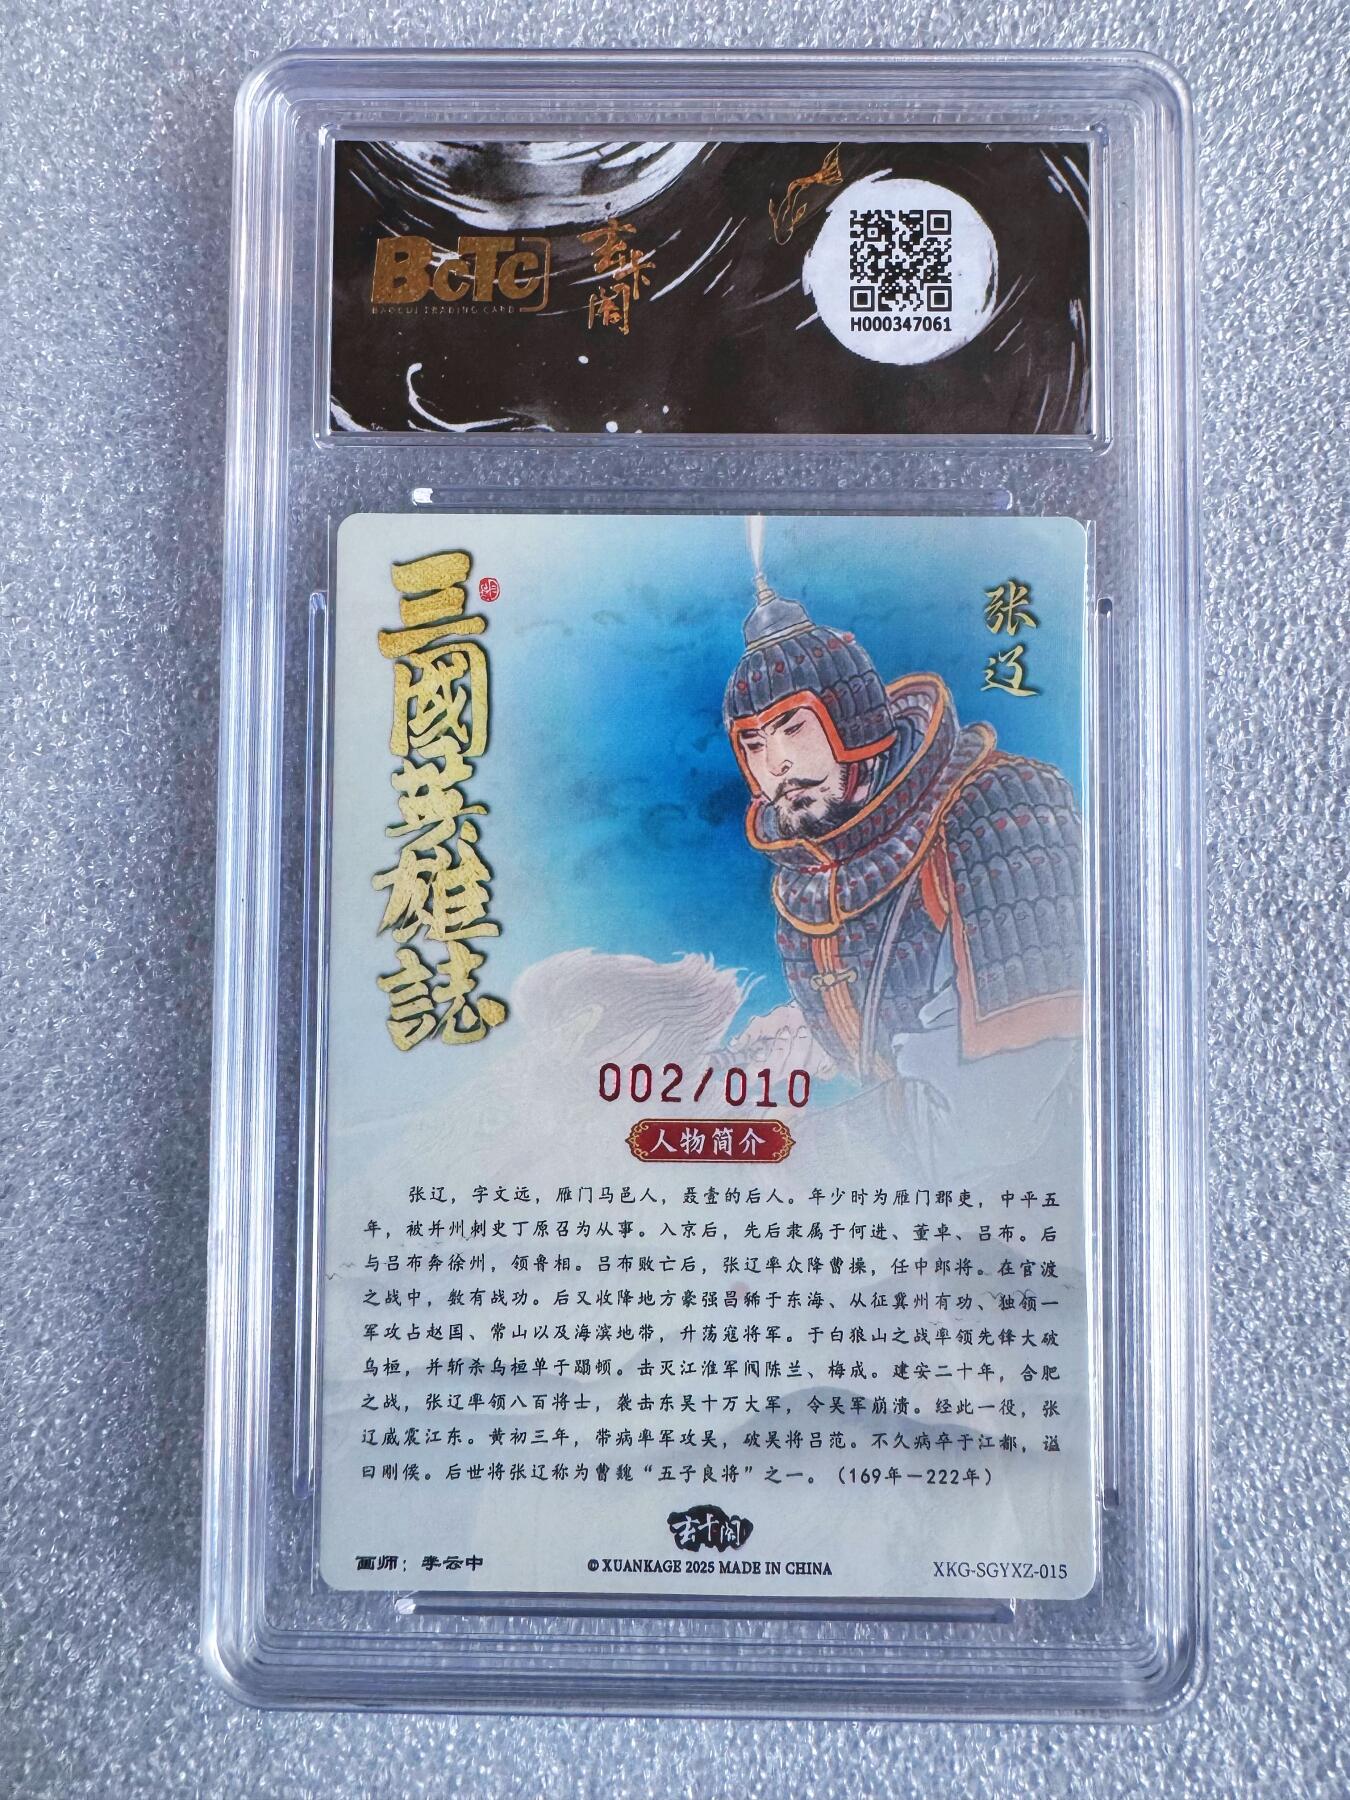 BcTc
BAOCUI TRADING CARD
玄卡阁
H000347061
三國英雄誌
张辽
002/010
人物简介
张辽，字文远，雁门马邑人，聂壹的后人。年少时为雁门郡吏，中平五
年，被并州刺史丁原召为从事。入京后，先后隶属于何进、董卓、吕布。后
与吕布奔徐州，领鲁相。吕布败亡后，张辽率众降曹操，任中郎将。在官渡
之战中，数有战功。后又收降地方豪强昌豨于东海、从征冀州有功、独领一
军攻占赵国、常山以及海滨地带，升荡寇将军。于白狼山之战率领先锋大破
乌桓，并斩杀乌桓单于蹋顿。击灭江淮军阀陈兰、梅成。建安二十年，合肥
之战，张辽率领八百将士，袭击东吴十万大军，令吴军崩溃。经此一役，张
辽威震江东。黄初三年，带病率军攻吴，破吴将吕范。不久病卒于江都，谥
曰刚侯。后世将张辽称为曹魏“五子良将”之一。（169年－222年）
玄卡阁
画师：李云中
© XUANKAGE 2025 MADE IN CHINA
XKG-SGYXZ-015